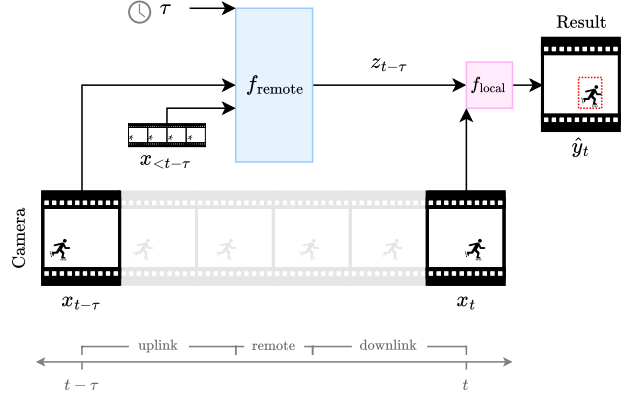 τ
Result
f_remote
z_{t−τ}
f_local
x_{<t−τ}
ŷ_t
Camera
x_{t−τ}
x_t
uplink
remote
downlink
t − τ
t